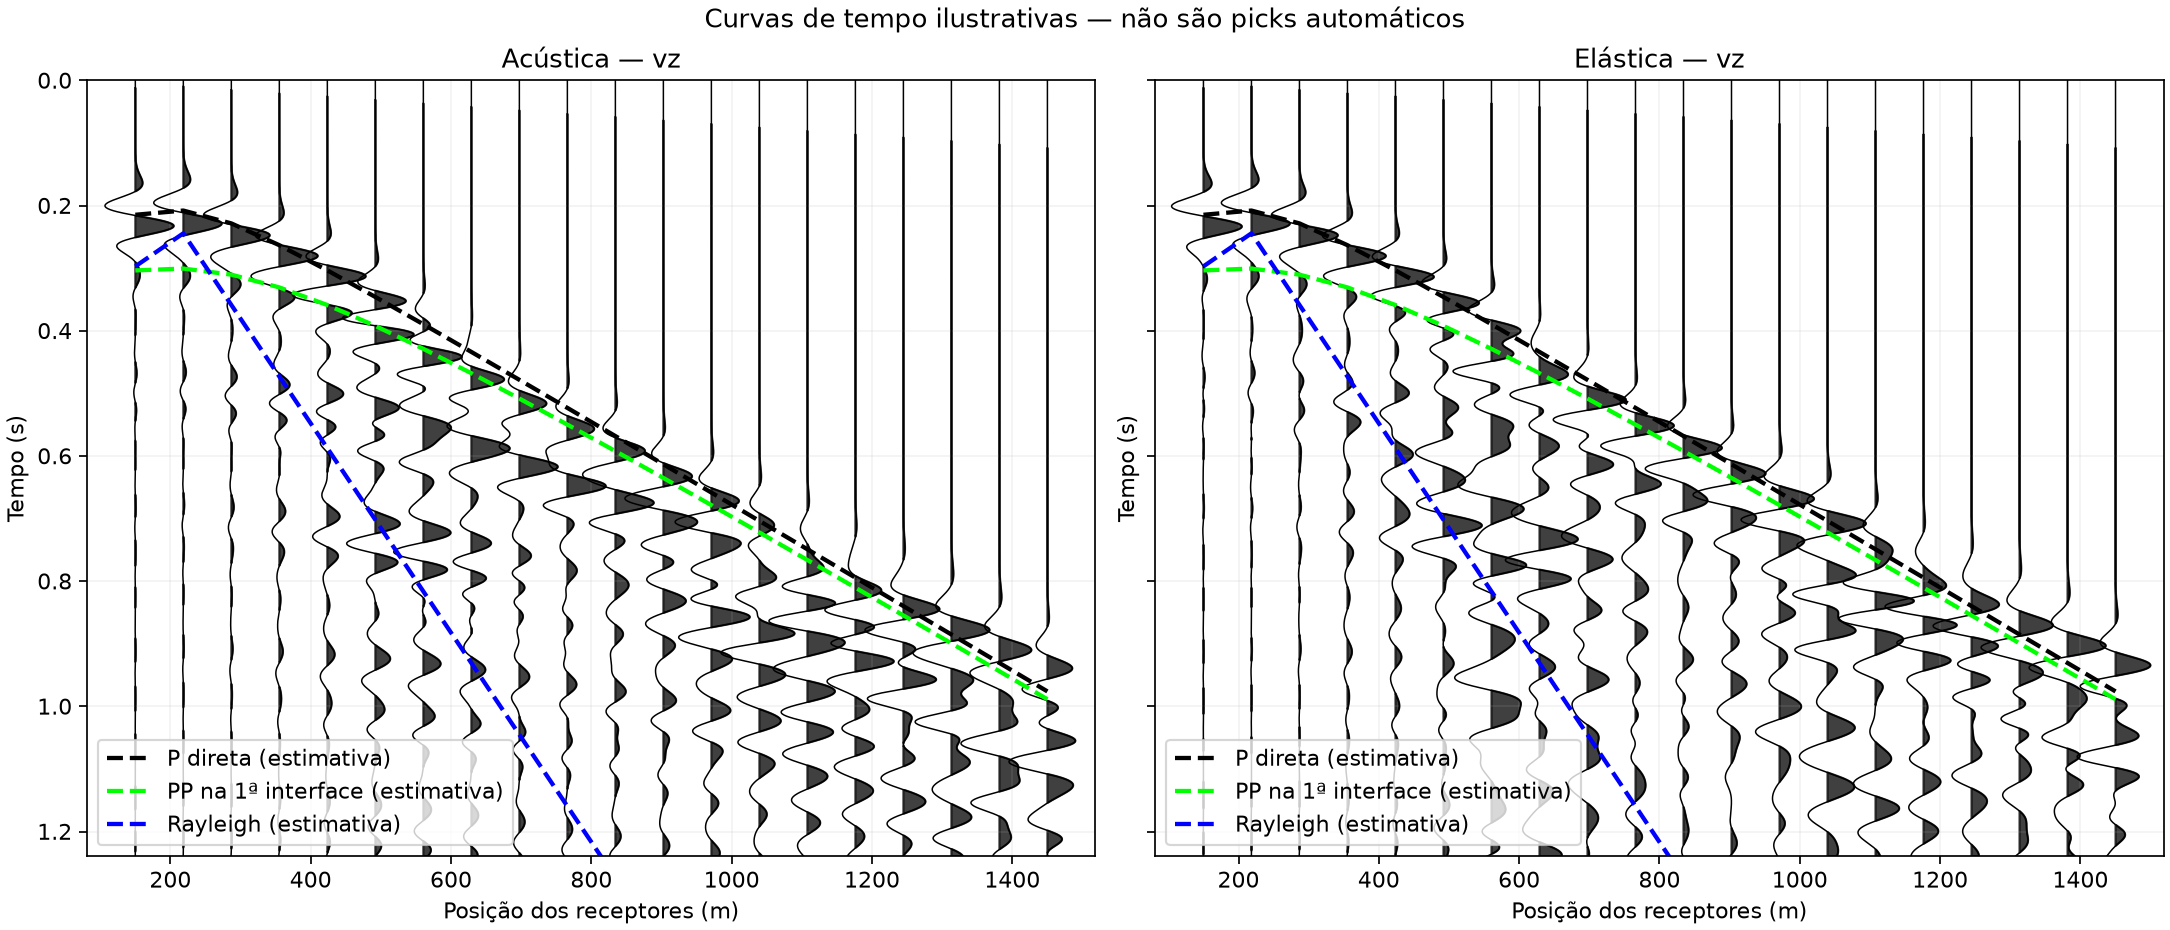 Curvas de tempo ilustrativas — não são picks automáticos
Acústica — vz
0.0
0.2
0.4
0.6
0.8
1.0
1.2
Tempo (s)
P direta (estimativa)
PP na 1ª interface (estimativa)
Rayleigh (estimativa)
200 400 600 800 1000 1200 1400
Posição dos receptores (m)
Elástica — vz
Tempo (s)
P direta (estimativa)
PP na 1ª interface (estimativa)
Rayleigh (estimativa)
200 400 600 800 1000 1200 1400
Posição dos receptores (m)